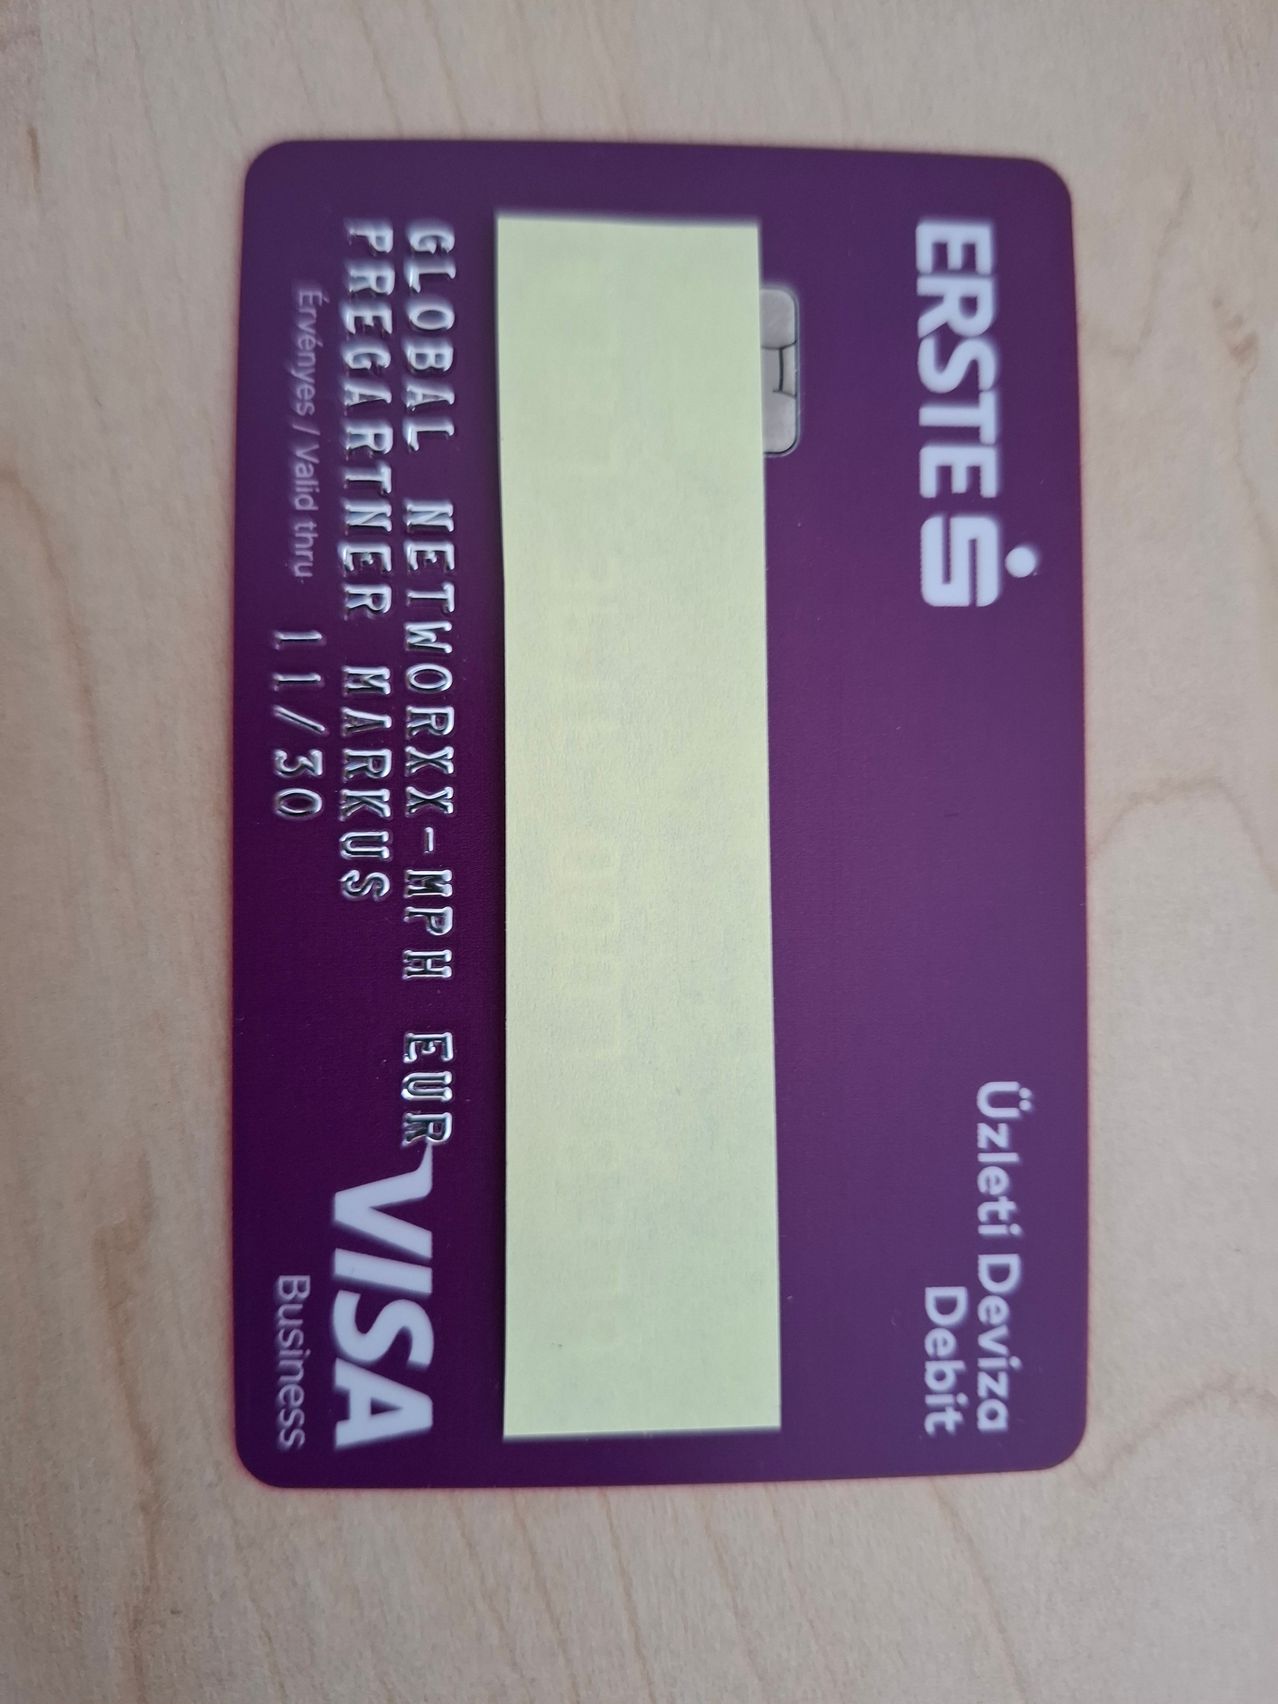 ERSTE
Üzleti Deviza
Debit
GLOBAL NETWORXX-MPH EUR
PREGARTNER MARKUS
Érvényes / Valid thru 11/30
VISA
Business